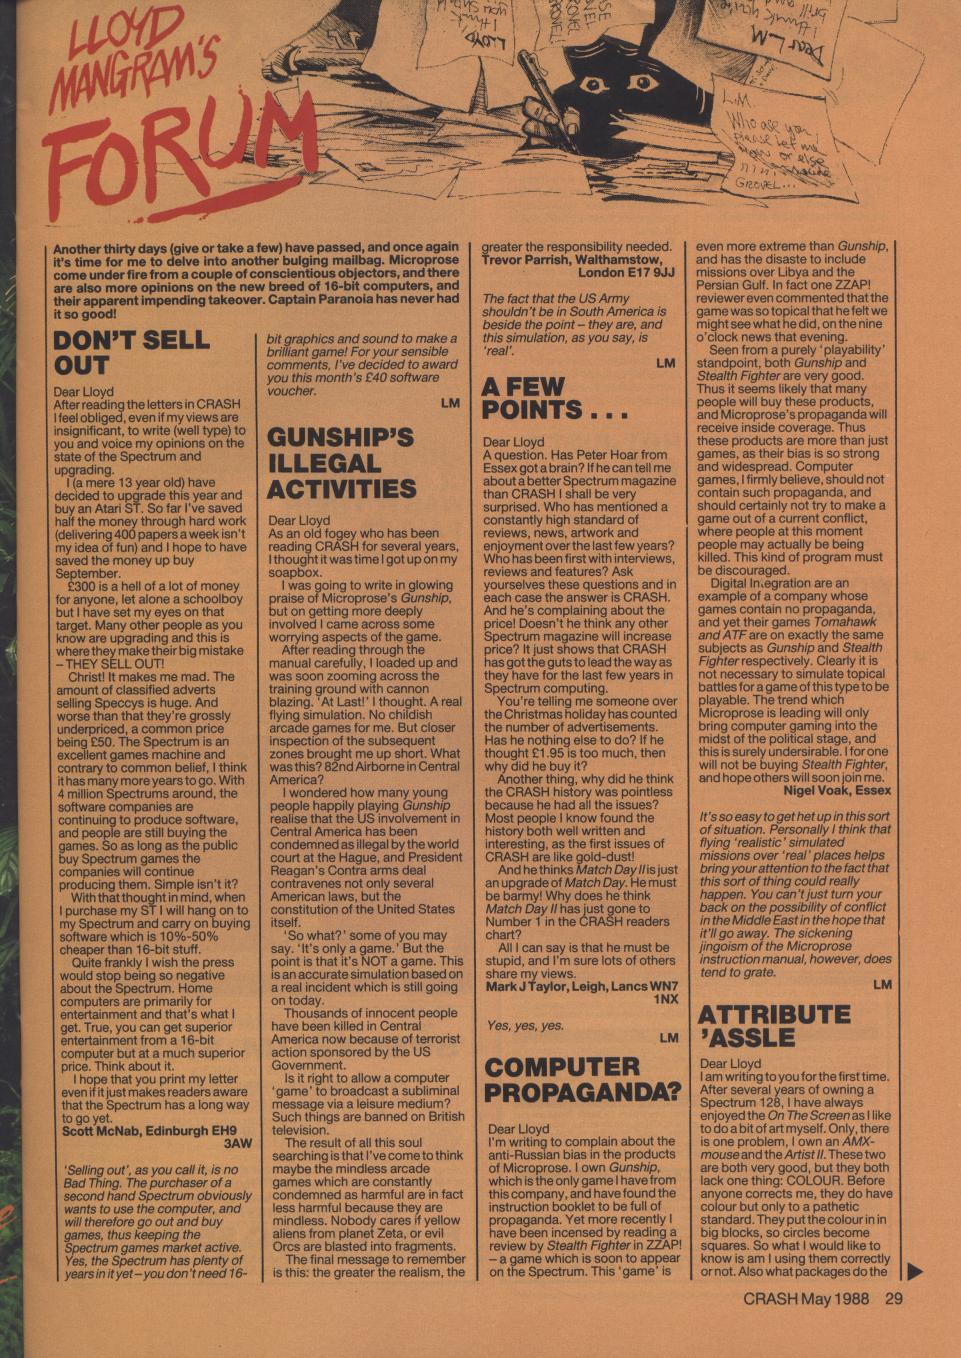 LLOYD
MANGRAM'S
FORUM
Dear L.M
L.M.
Who are you
please let me
or else
GROVEL...
Another thirty days (give or take a few) have passed, and once again
it's time for me to delve into another bulging mailbag. Microprose
come under fire from a couple of conscientious objectors, and there
are also more opinions on the new breed of 16-bit computers, and
their apparent impending takeover. Captain Paranoia has never had
it so good!
DON'T SELL
OUT
Dear Lloyd
After reading the letters in CRASH
I feel obliged, even if my views are
insignificant, to write (well type) to
you and voice my opinions on the
state of the Spectrum and
upgrading.
I (a mere 13 year old) have
decided to upgrade this year and
buy an Atari ST. So far I've saved
half the money through hard work
(delivering 400 papers a week isn't
my idea of fun) and I hope to have
saved the money up buy
September.
£300 is a hell of a lot of money
for anyone, let alone a schoolboy
but I have set my eyes on that
target. Many other people as you
know are upgrading and this is
where they make their big mistake
– THEY SELL OUT!
Christ! It makes me mad. The
amount of classified adverts
selling Speccys is huge. And
worse than that they're grossly
underpriced, a common price
being £50. The Spectrum is an
excellent games machine and
contrary to common belief, I think
it has many more years to go. With
4 million Spectrums around, the
software companies are
continuing to produce software,
and people are still buying the
games. So as long as the public
buy Spectrum games the
companies will continue
producing them. Simple isn't it?
With that thought in mind, when
I purchase my ST I will hang on to
my Spectrum and carry on buying
software which is 10%-50%
cheaper than 16-bit stuff.
Quite frankly I wish the press
would stop being so negative
about the Spectrum. Home
computers are primarily for
entertainment and that's what I
get. True, you can get superior
entertainment from a 16-bit
computer but at a much superior
price. Think about it.
I hope that you print my letter
even if it just makes readers aware
that the Spectrum has a long way
to go yet.
Scott McNab, Edinburgh EH9
3AW
'Selling out', as you call it, is no
Bad Thing. The purchaser of a
second hand Spectrum obviously
wants to use the computer, and
will therefore go out and buy
games, thus keeping the
Spectrum games market active.
Yes, the Spectrum has plenty of
years in it yet – you don't need 16-
bit graphics and sound to make a
brilliant game! For your sensible
comments, I've decided to award
you this month's £40 software
voucher.
LM
GUNSHIP'S
ILLEGAL
ACTIVITIES
Dear Lloyd
As an old fogey who has been
reading CRASH for several years,
I thought it was time I got up on my
soapbox.
I was going to write in glowing
praise of Microprose's Gunship,
but on getting more deeply
involved I came across some
worrying aspects of the game.
After reading through the
manual carefully, I loaded up and
was soon zooming across the
training ground with cannon
blazing. 'At Last!' I thought. A real
flying simulation. No childish
arcade games for me. But closer
inspection of the subsequent
zones brought me up short. What
was this? 82nd Airborne in Central
America?
I wondered how many young
people happily playing Gunship
realise that the US involvement in
Central America has been
condemned as illegal by the world
court at the Hague, and President
Reagan's Contra arms deal
contravenes not only several
American laws, but the
constitution of the United States
itself.
'So what?' some of you may
say. 'It's only a game.' But the
point is that it's NOT a game. This
is an accurate simulation based on
a real incident which is still going
on today.
Thousands of innocent people
have been killed in Central
America now because of terrorist
action sponsored by the US
Government.
Is it right to allow a computer
'game' to broadcast a subliminal
message via a leisure medium?
Such things are banned on British
television.
The result of all this soul
searching is that I've come to think
maybe the mindless arcade
games which are constantly
condemned as harmful are in fact
less harmful because they are
mindless. Nobody cares if yellow
aliens from planet Zeta, or evil
Orcs are blasted into fragments.
The final message to remember
is this: the greater the realism, the
greater the responsibility needed.
Trevor Parrish, Walthamstow,
London E17 9JJ
The fact that the US Army
shouldn't be in South America is
beside the point – they are, and
this simulation, as you say, is
'real'.
LM
A FEW
POINTS . . .
Dear Lloyd
A question. Has Peter Hoar from
Essex got a brain? If he can tell me
about a better Spectrum magazine
than CRASH I shall be very
surprised. Who has mentioned a
constantly high standard of
reviews, news, artwork and
enjoyment over the last few years?
Who has been first with interviews,
reviews and features? Ask
yourselves these questions and in
each case the answer is CRASH.
And he's complaining about the
price! Doesn't he think any other
Spectrum magazine will increase
price? It just shows that CRASH
has got the guts to lead the way as
they have for the last few years in
Spectrum computing.
You're telling me someone over
the Christmas holiday has counted
the number of advertisements.
Has he nothing else to do? If he
thought £1.95 is too much, then
why did he buy it?
Another thing, why did he think
the CRASH history was pointless
because he had all the issues?
Most people I know found the
history both well written and
interesting, as the first issues of
CRASH are like gold-dust!
And he thinks Match Day II is just
an upgrade of Match Day. He must
be barmy! Why does he think
Match Day II has just gone to
Number 1 in the CRASH readers
chart?
All I can say is that he must be
stupid, and I'm sure lots of others
share my views.
Mark J Taylor, Leigh, Lancs WN7
1NX
Yes, yes, yes.
LM
COMPUTER
PROPAGANDA?
Dear Lloyd
I'm writing to complain about the
anti-Russian bias in the products
of Microprose. I own Gunship,
which is the only game I have from
this company, and have found the
instruction booklet to be full of
propaganda. Yet more recently I
have been incensed by reading a
review by Stealth Fighter in ZZAP!
– a game which is soon to appear
on the Spectrum. This 'game' is
even more extreme than Gunship,
and has the disaste to include
missions over Libya and the
Persian Gulf. In fact one ZZAP!
reviewer even commented that the
game was so topical that he felt we
might see what he did, on the nine
o'clock news that evening.
Seen from a purely 'playability'
standpoint, both Gunship and
Stealth Fighter are very good.
Thus it seems likely that many
people will buy these products,
and Microprose's propaganda will
receive inside coverage. Thus
these products are more than just
games, as their bias is so strong
and widespread. Computer
games, I firmly believe, should not
contain such propaganda, and
should certainly not try to make a
game out of a current conflict,
where people at this moment
people may actually be being
killed. This kind of program must
be discouraged.
Digital Integration are an
example of a company whose
games contain no propaganda,
and yet their games Tomahawk
and ATF are on exactly the same
subjects as Gunship and Stealth
Fighter respectively. Clearly it is
not necessary to simulate topical
battles for a game of this type to be
playable. The trend which
Microprose is leading will only
bring computer gaming into the
midst of the political stage, and
this is surely undersirable. I for one
will not be buying Stealth Fighter,
and hope others will soon join me.
Nigel Voak, Essex
It's so easy to get het up in this sort
of situation. Personally I think that
flying 'realistic' simulated
missions over 'real' places helps
bring your attention to the fact that
this sort of thing could really
happen. You can't just turn your
back on the possibility of conflict
in the Middle East in the hope that
it'll go away. The sickening
jingoism of the Microprose
instruction manual, however, does
tend to grate.
LM
ATTRIBUTE
'ASSLE
Dear Lloyd
I am writing to you for the first time.
After several years of owning a
Spectrum 128, I have always
enjoyed the On The Screen as I like
to do a bit of art myself. Only, there
is one problem, I own an AMX-
mouse and the Artist II. These two
are both very good, but they both
lack one thing: COLOUR. Before
anyone corrects me, they do have
colour but only to a pathetic
standard. They put the colour in in
big blocks, so circles become
squares. So what I would like to
know is am I using them correctly
or not. Also what packages do the
CRASH May 1988 29